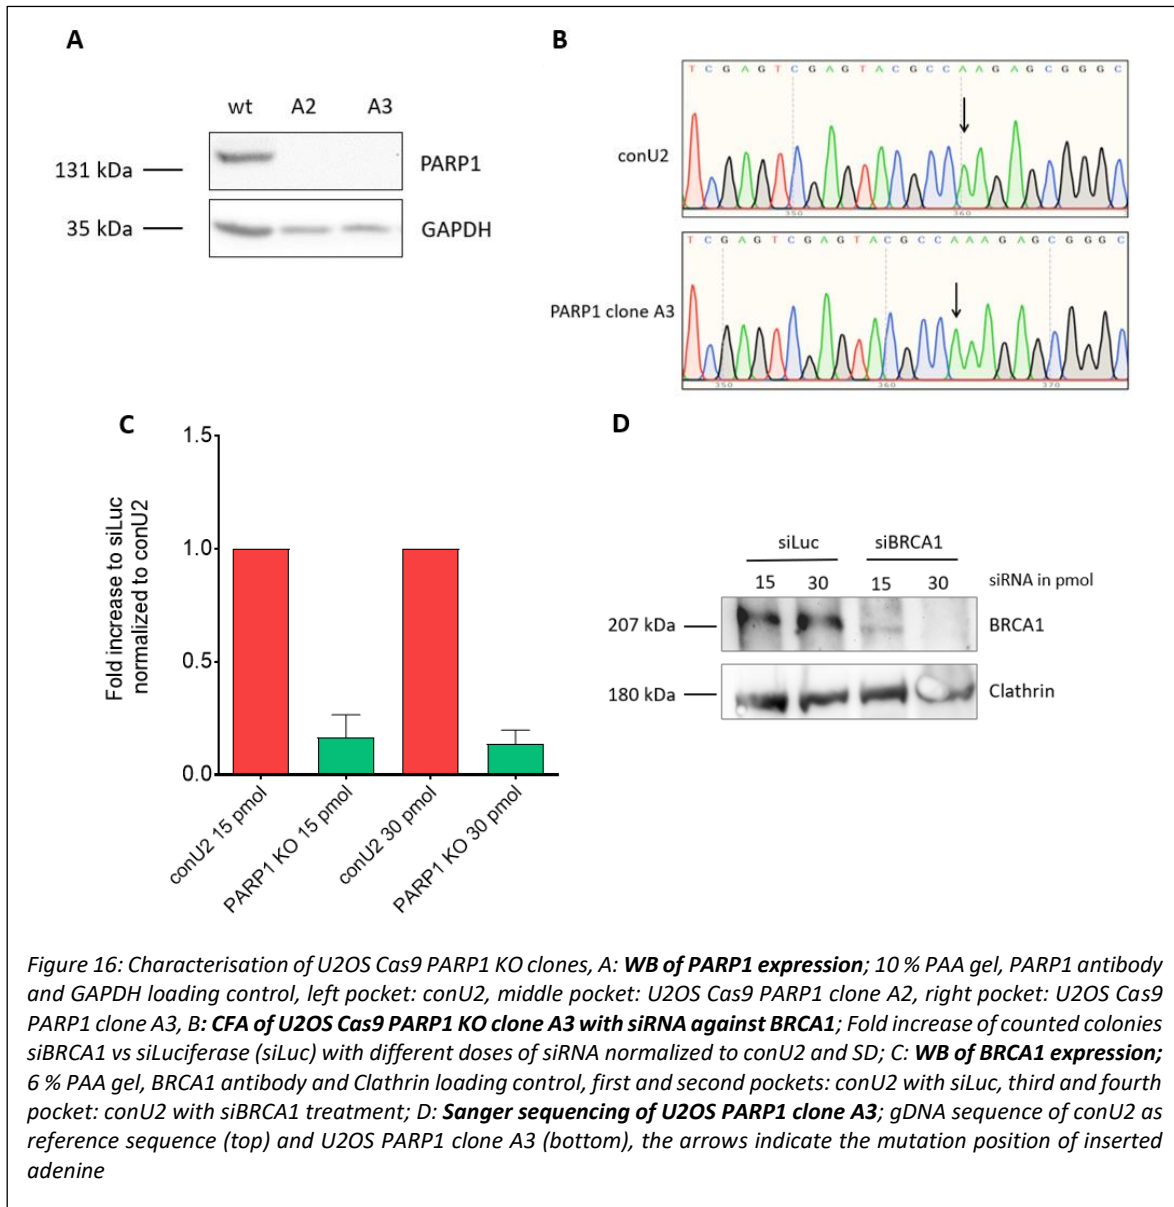 A
wt A2 A3
131 kDa
PARP1
35 kDa
GAPDH
B
T C G A G T C G A G T A C G C C A A G A G C G G G C
conU2
350 360
T C G A G T C G A G T A C G C C A A A G A G C G G G C
PARP1 clone A3
350 360 370
C
Fold increase to siLuc
normalized to conU2
1.5
1.0
0.5
0.0
conU2 15 pmol
PARP1 KO 15 pmol
conU2 30 pmol
PARP1 KO 30 pmol
D
siLuc siBRCA1
15 30 15 30 siRNA in pmol
207 kDa
BRCA1
180 kDa
Clathrin
Figure 16: Characterisation of U2OS Cas9 PARP1 KO clones, A: WB of PARP1 expression; 10 % PAA gel, PARP1 antibody
and GAPDH loading control, left pocket: conU2, middle pocket: U2OS Cas9 PARP1 clone A2, right pocket: U2OS Cas9
PARP1 clone A3, B: CFA of U2OS Cas9 PARP1 KO clone A3 with siRNA against BRCA1; Fold increase of counted colonies
siBRCA1 vs siLuciferase (siLuc) with different doses of siRNA normalized to conU2 and SD; C: WB of BRCA1 expression;
6 % PAA gel, BRCA1 antibody and Clathrin loading control, first and second pockets: conU2 with siLuc, third and fourth
pocket: conU2 with siBRCA1 treatment; D: Sanger sequencing of U2OS PARP1 clone A3; gDNA sequence of conU2 as
reference sequence (top) and U2OS PARP1 clone A3 (bottom), the arrows indicate the mutation position of inserted
adenine